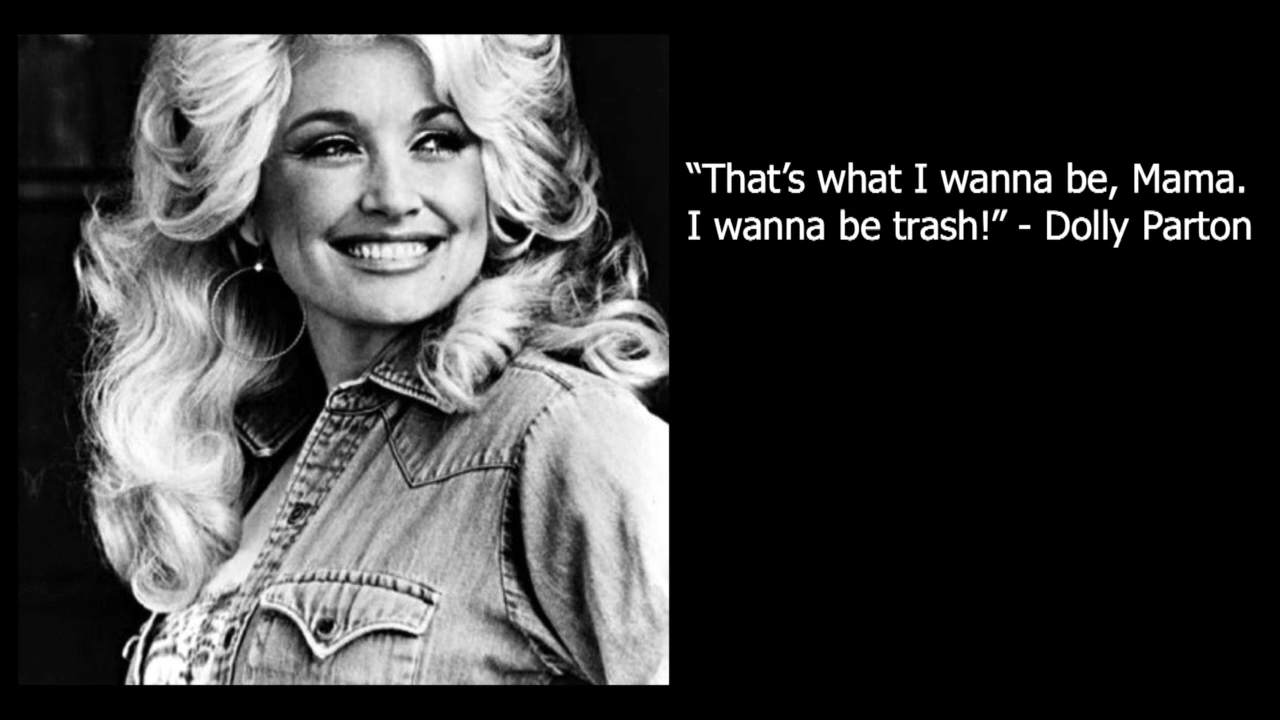 “That’s what I wanna be, Mama.
I wanna be trash!” - Dolly Parton